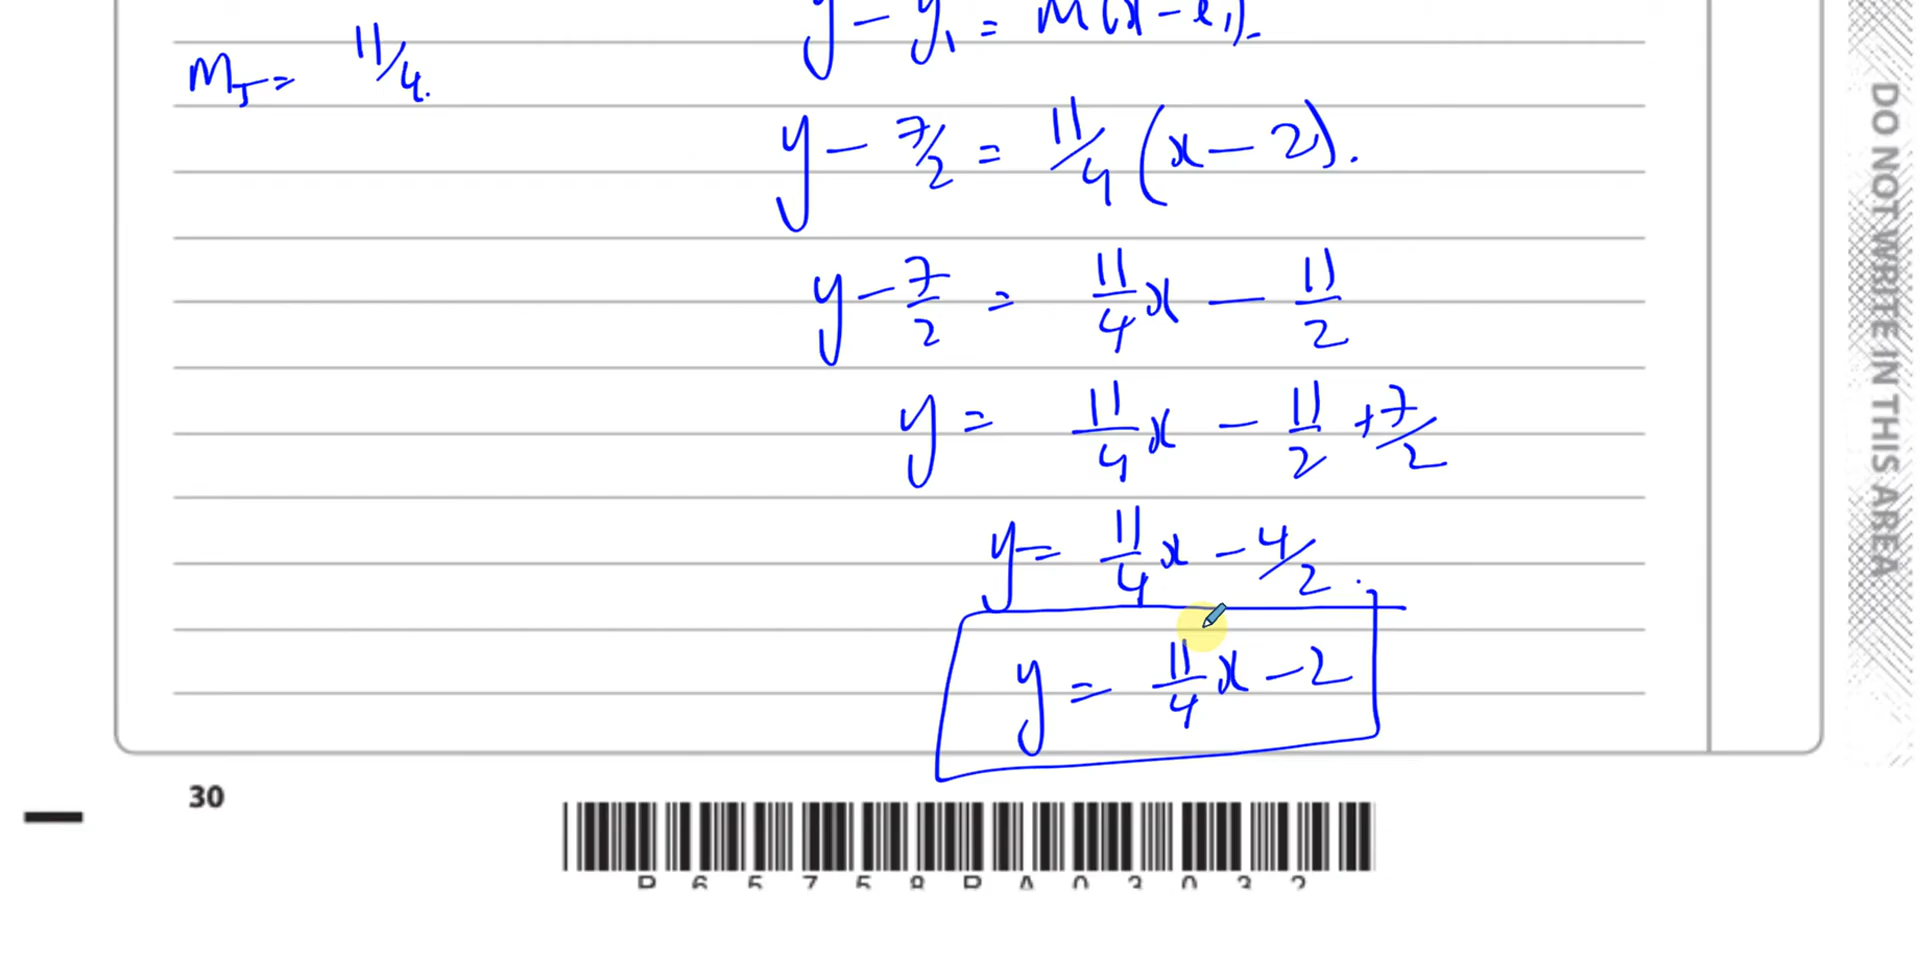 y - y₁ = m(x - x₁).
m_T = 11/4.
y - 7/2 = 11/4 (x - 2).
y - 7/2 = 11/4 x - 11/2
y = 11/4 x - 11/2 + 7/2
y = 11/4 x - 4/2.
y = 11/4 x - 2
30
DO NOT WRITE IN THIS AREA